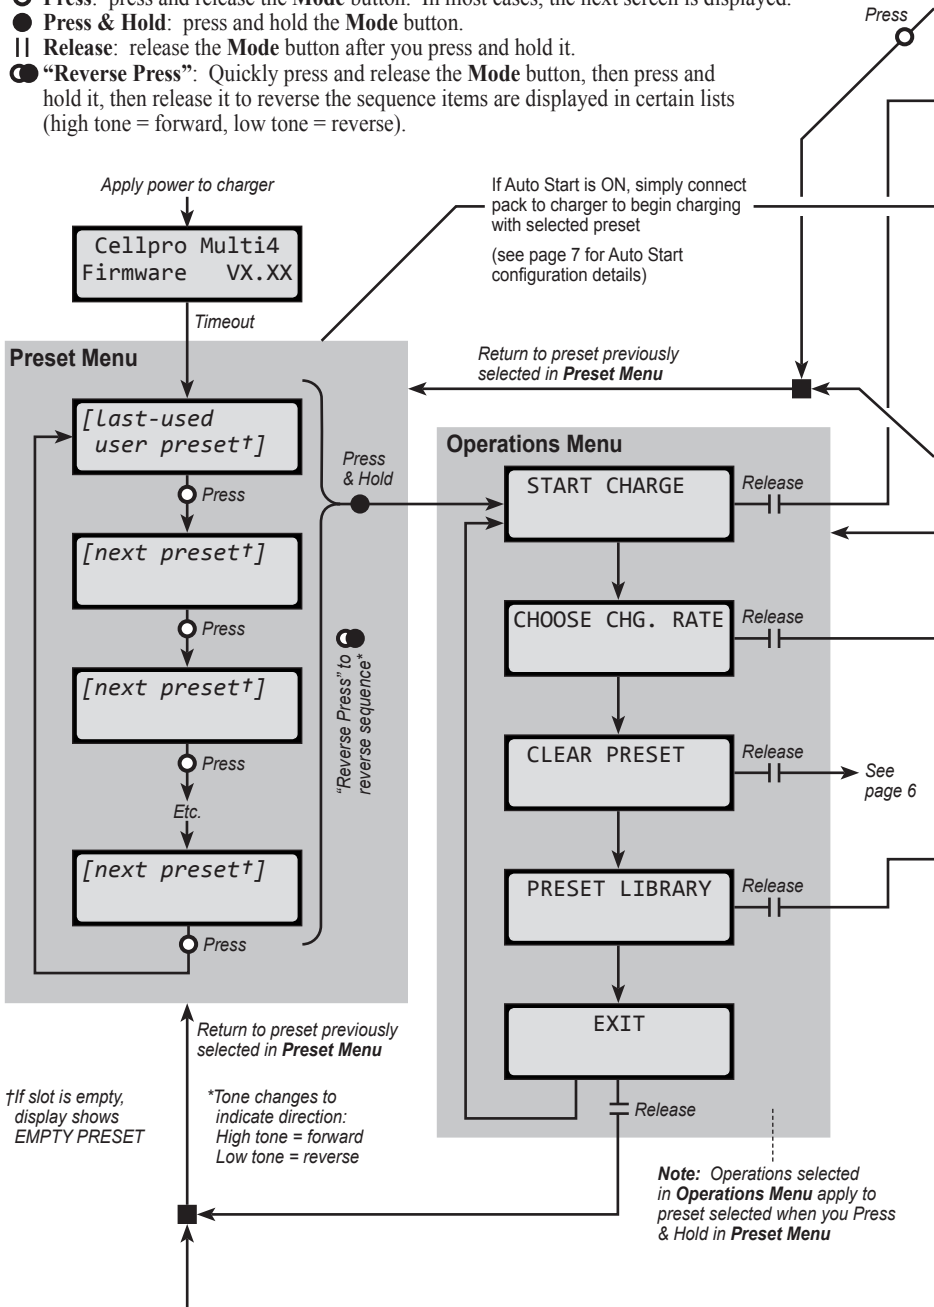 Press: press and release the Mode button. In most cases, the next screen is displayed.
Press & Hold: press and hold the Mode button.
Release: release the Mode button after you press and hold it.
“Reverse Press”: Quickly press and release the Mode button, then press and
hold it, then release it to reverse the sequence items are displayed in certain lists
(high tone = forward, low tone = reverse).
Press
Apply power to charger
If Auto Start is ON, simply connect
pack to charger to begin charging
with selected preset
(see page 7 for Auto Start
configuration details)
Cellpro Multi4
Firmware VX.XX
Timeout
Preset Menu
Return to preset previously
selected in Preset Menu
[last-used
user preset†]
Press
[next preset†]
Press
[next preset†]
Press
Etc.
[next preset†]
Press
Press
& Hold
“Reverse Press” to
reverse sequence*
Operations Menu
START CHARGE
Release
CHOOSE CHG. RATE
Release
CLEAR PRESET
Release
See
page 6
PRESET LIBRARY
Release
EXIT
Release
Return to preset previously
selected in Preset Menu
†If slot is empty,
display shows
EMPTY PRESET
*Tone changes to
indicate direction:
High tone = forward
Low tone = reverse
Note: Operations selected
in Operations Menu apply to
preset selected when you Press
& Hold in Preset Menu